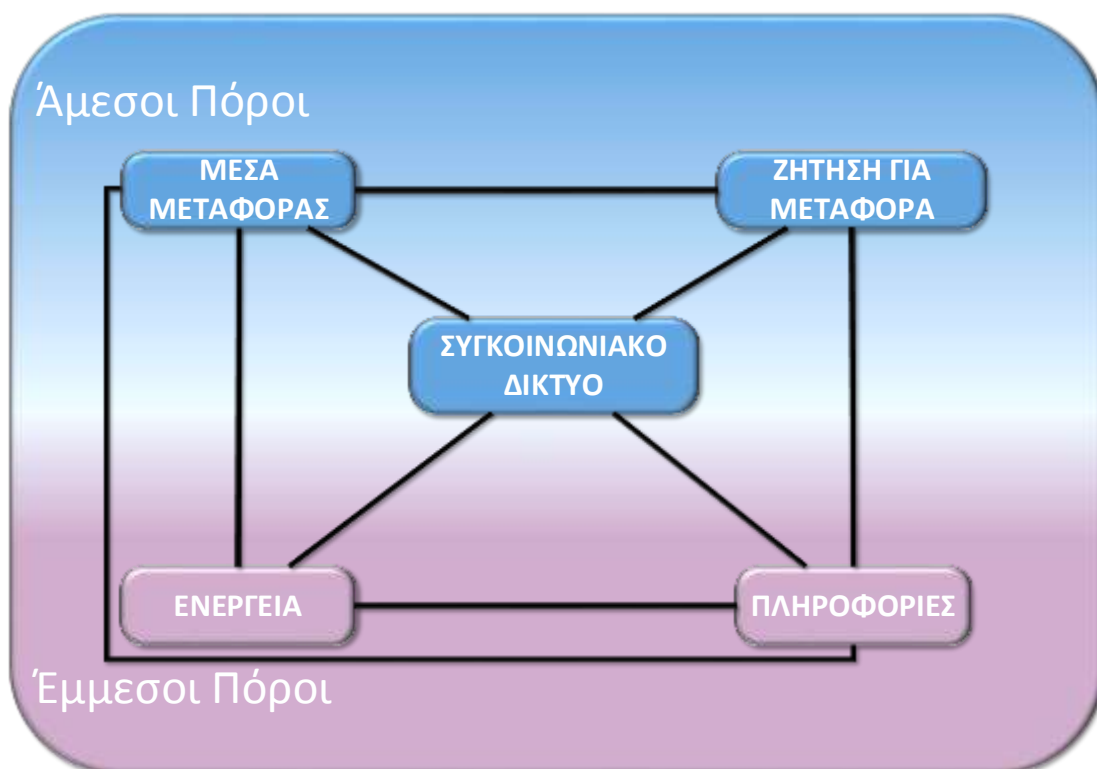 Άμεσοι Πόροι
ΜΕΣΑ
ΜΕΤΑΦΟΡΑΣ
ΖΗΤΗΣΗ ΓΙΑ
ΜΕΤΑΦΟΡΑ
ΣΥΓΚΟΙΝΩΝΙΑΚΟ
ΔΙΚΤΥΟ
ΕΝΕΡΓΕΙΑ
ΠΛΗΡΟΦΟΡΙΕΣ
Έμμεσοι Πόροι